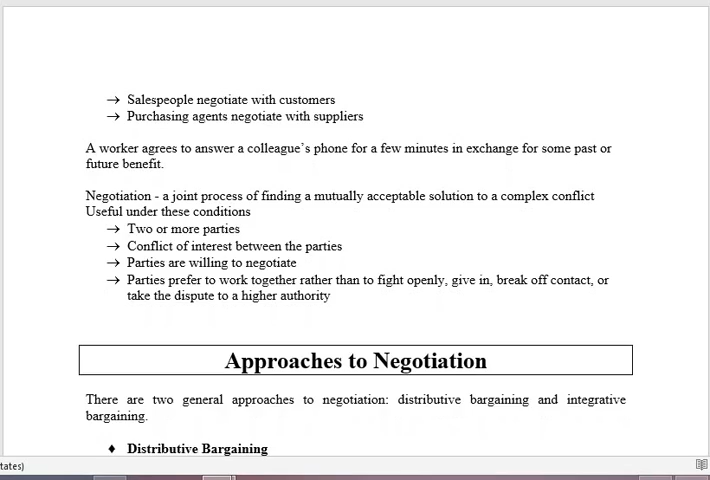 → Salespeople negotiate with customers
→ Purchasing agents negotiate with suppliers
A worker agrees to answer a colleague’s phone for a few minutes in exchange for some past or
future benefit.
Negotiation - a joint process of finding a mutually acceptable solution to a complex conflict
Useful under these conditions
→ Two or more parties
→ Conflict of interest between the parties
→ Parties are willing to negotiate
→ Parties prefer to work together rather than to fight openly, give in, break off contact, or
take the dispute to a higher authority
Approaches to Negotiation
There are two general approaches to negotiation: distributive bargaining and integrative
bargaining.
♦ Distributive Bargaining
tates)